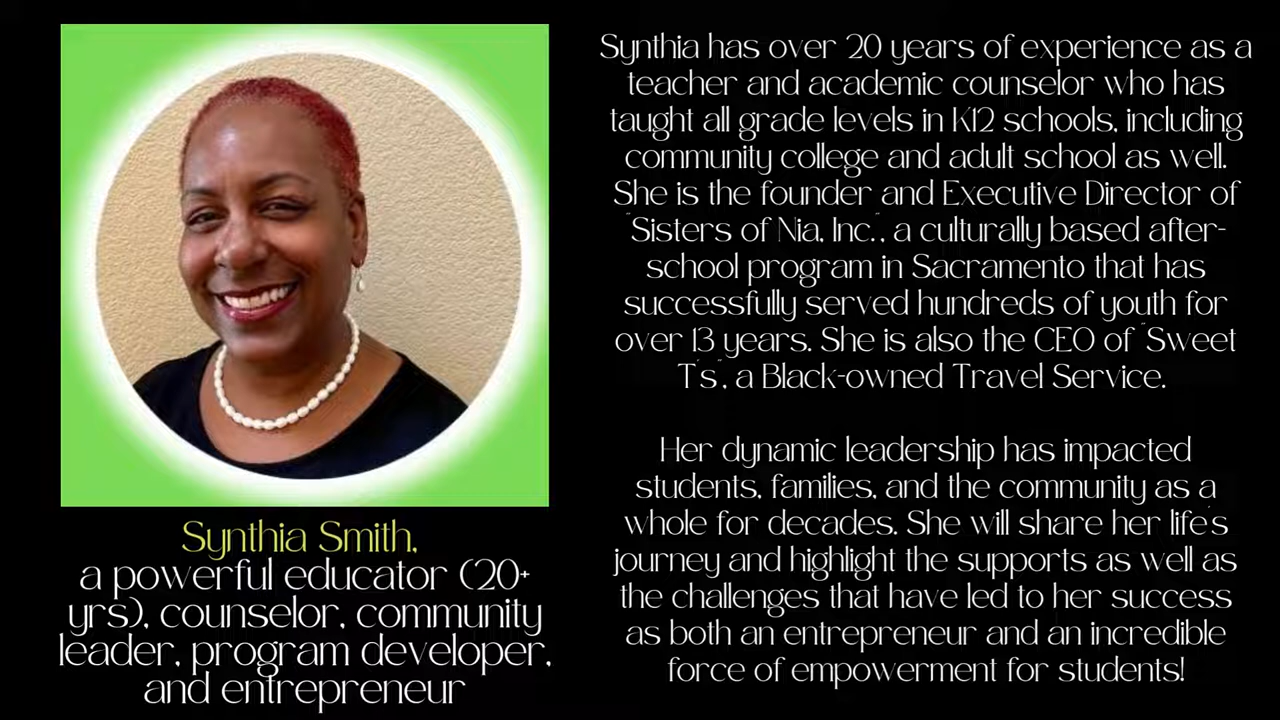 Synthia Smith,
a powerful educator (20+
yrs), counselor, community
leader, program developer,
and entrepreneur
Synthia has over 20 years of experience as a
teacher and academic counselor who has
taught all grade levels in K12 schools, including
community college and adult school as well.
She is the founder and Executive Director of
"Sisters of Nia, Inc.", a culturally based after-
school program in Sacramento that has
successfully served hundreds of youth for
over 13 years. She is also the CEO of "Sweet
T's", a Black-owned Travel Service.
Her dynamic leadership has impacted
students, families, and the community as a
whole for decades. She will share her life's
journey and highlight the supports as well as
the challenges that have led to her success
as both an entrepreneur and an incredible
force of empowerment for students!